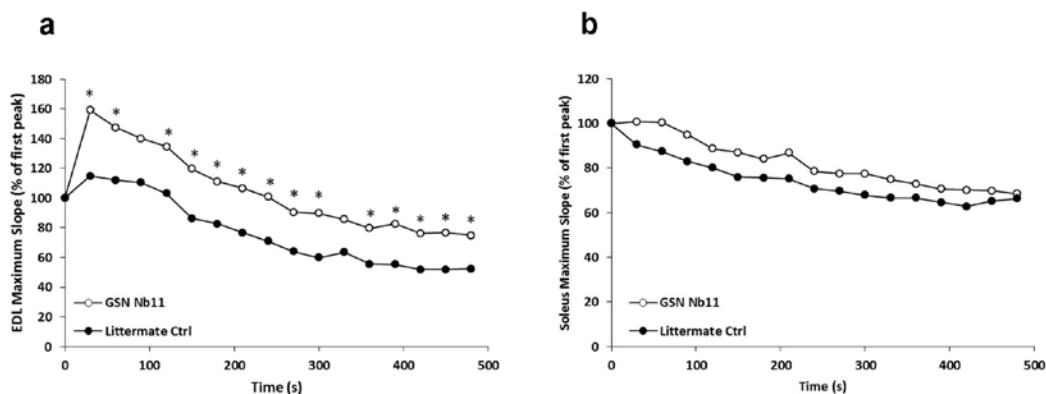 a
EDL Maximum Slope (% of first peak)
180
160
140
120
100
80
60
40
20
0
* * * * * * * * * * * * * *
GSN Nb11
Littermate Ctrl
0 100 200 300 400 500
Time (s)
b
Soleus Maximum Slope (% of first peak)
120
100
80
60
40
20
0
GSN Nb11
Littermate Ctrl
0 100 200 300 400 500
Time (s)